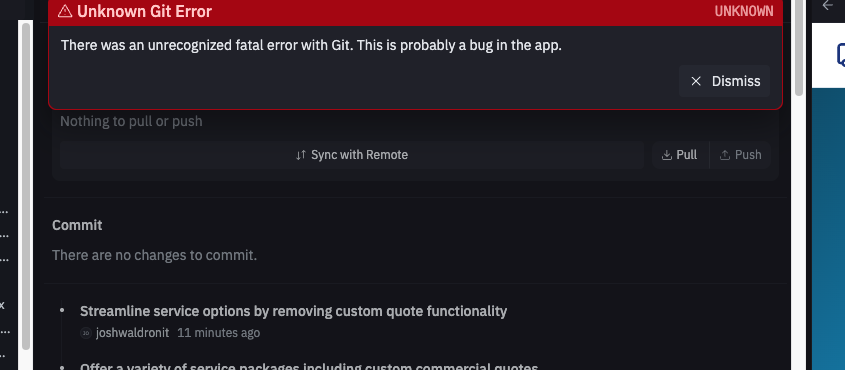 Unknown Git Error
UNKNOWN
There was an unrecognized fatal error with Git. This is probably a bug in the app.
Dismiss
Nothing to pull or push
Sync with Remote
Pull
Push
Commit
There are no changes to commit.
Streamline service options by removing custom quote functionality
joshwaldronit 11 minutes ago
Offer a variety of service packages including custom commercial quotes